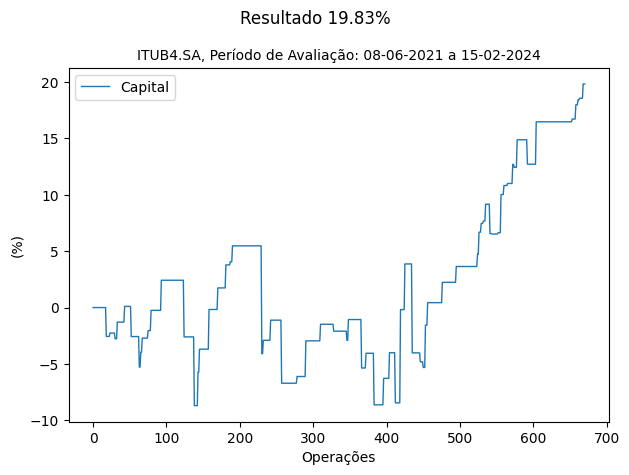 Resultado 19.83%
ITUB4.SA, Período de Avaliação: 08-06-2021 a 15-02-2024
Capital
(%)
20
15
10
5
0
−5
−10
0 100 200 300 400 500 600 700
Operações